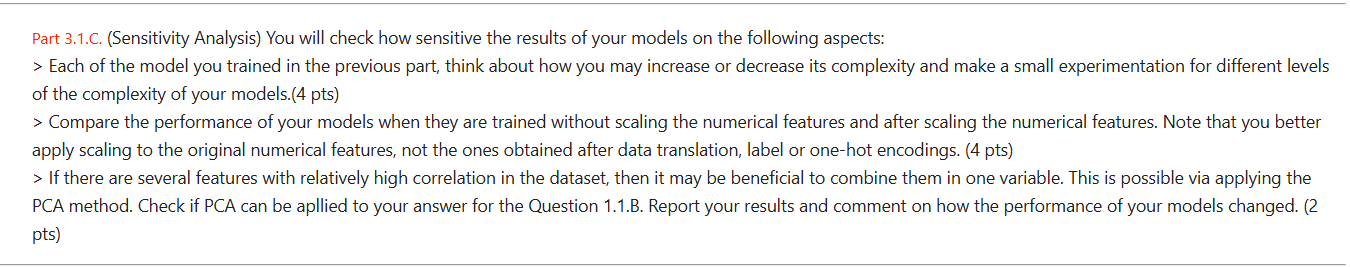 Part 3.1.C. (Sensitivity Analysis) You will check how sensitive the results of your models on the following aspects:
> Each of the model you trained in the previous part, think about how you may increase or decrease its complexity and make a small experimentation for different levels
of the complexity of your models.(4 pts)
> Compare the performance of your models when they are trained without scaling the numerical features and after scaling the numerical features. Note that you better
apply scaling to the original numerical features, not the ones obtained after data translation, label or one-hot encodings. (4 pts)
> If there are several features with relatively high correlation in the dataset, then it may be beneficial to combine them in one variable. This is possible via applying the
PCA method. Check if PCA can be apllied to your answer for the Question 1.1.B. Report your results and comment on how the performance of your models changed. (2
pts)